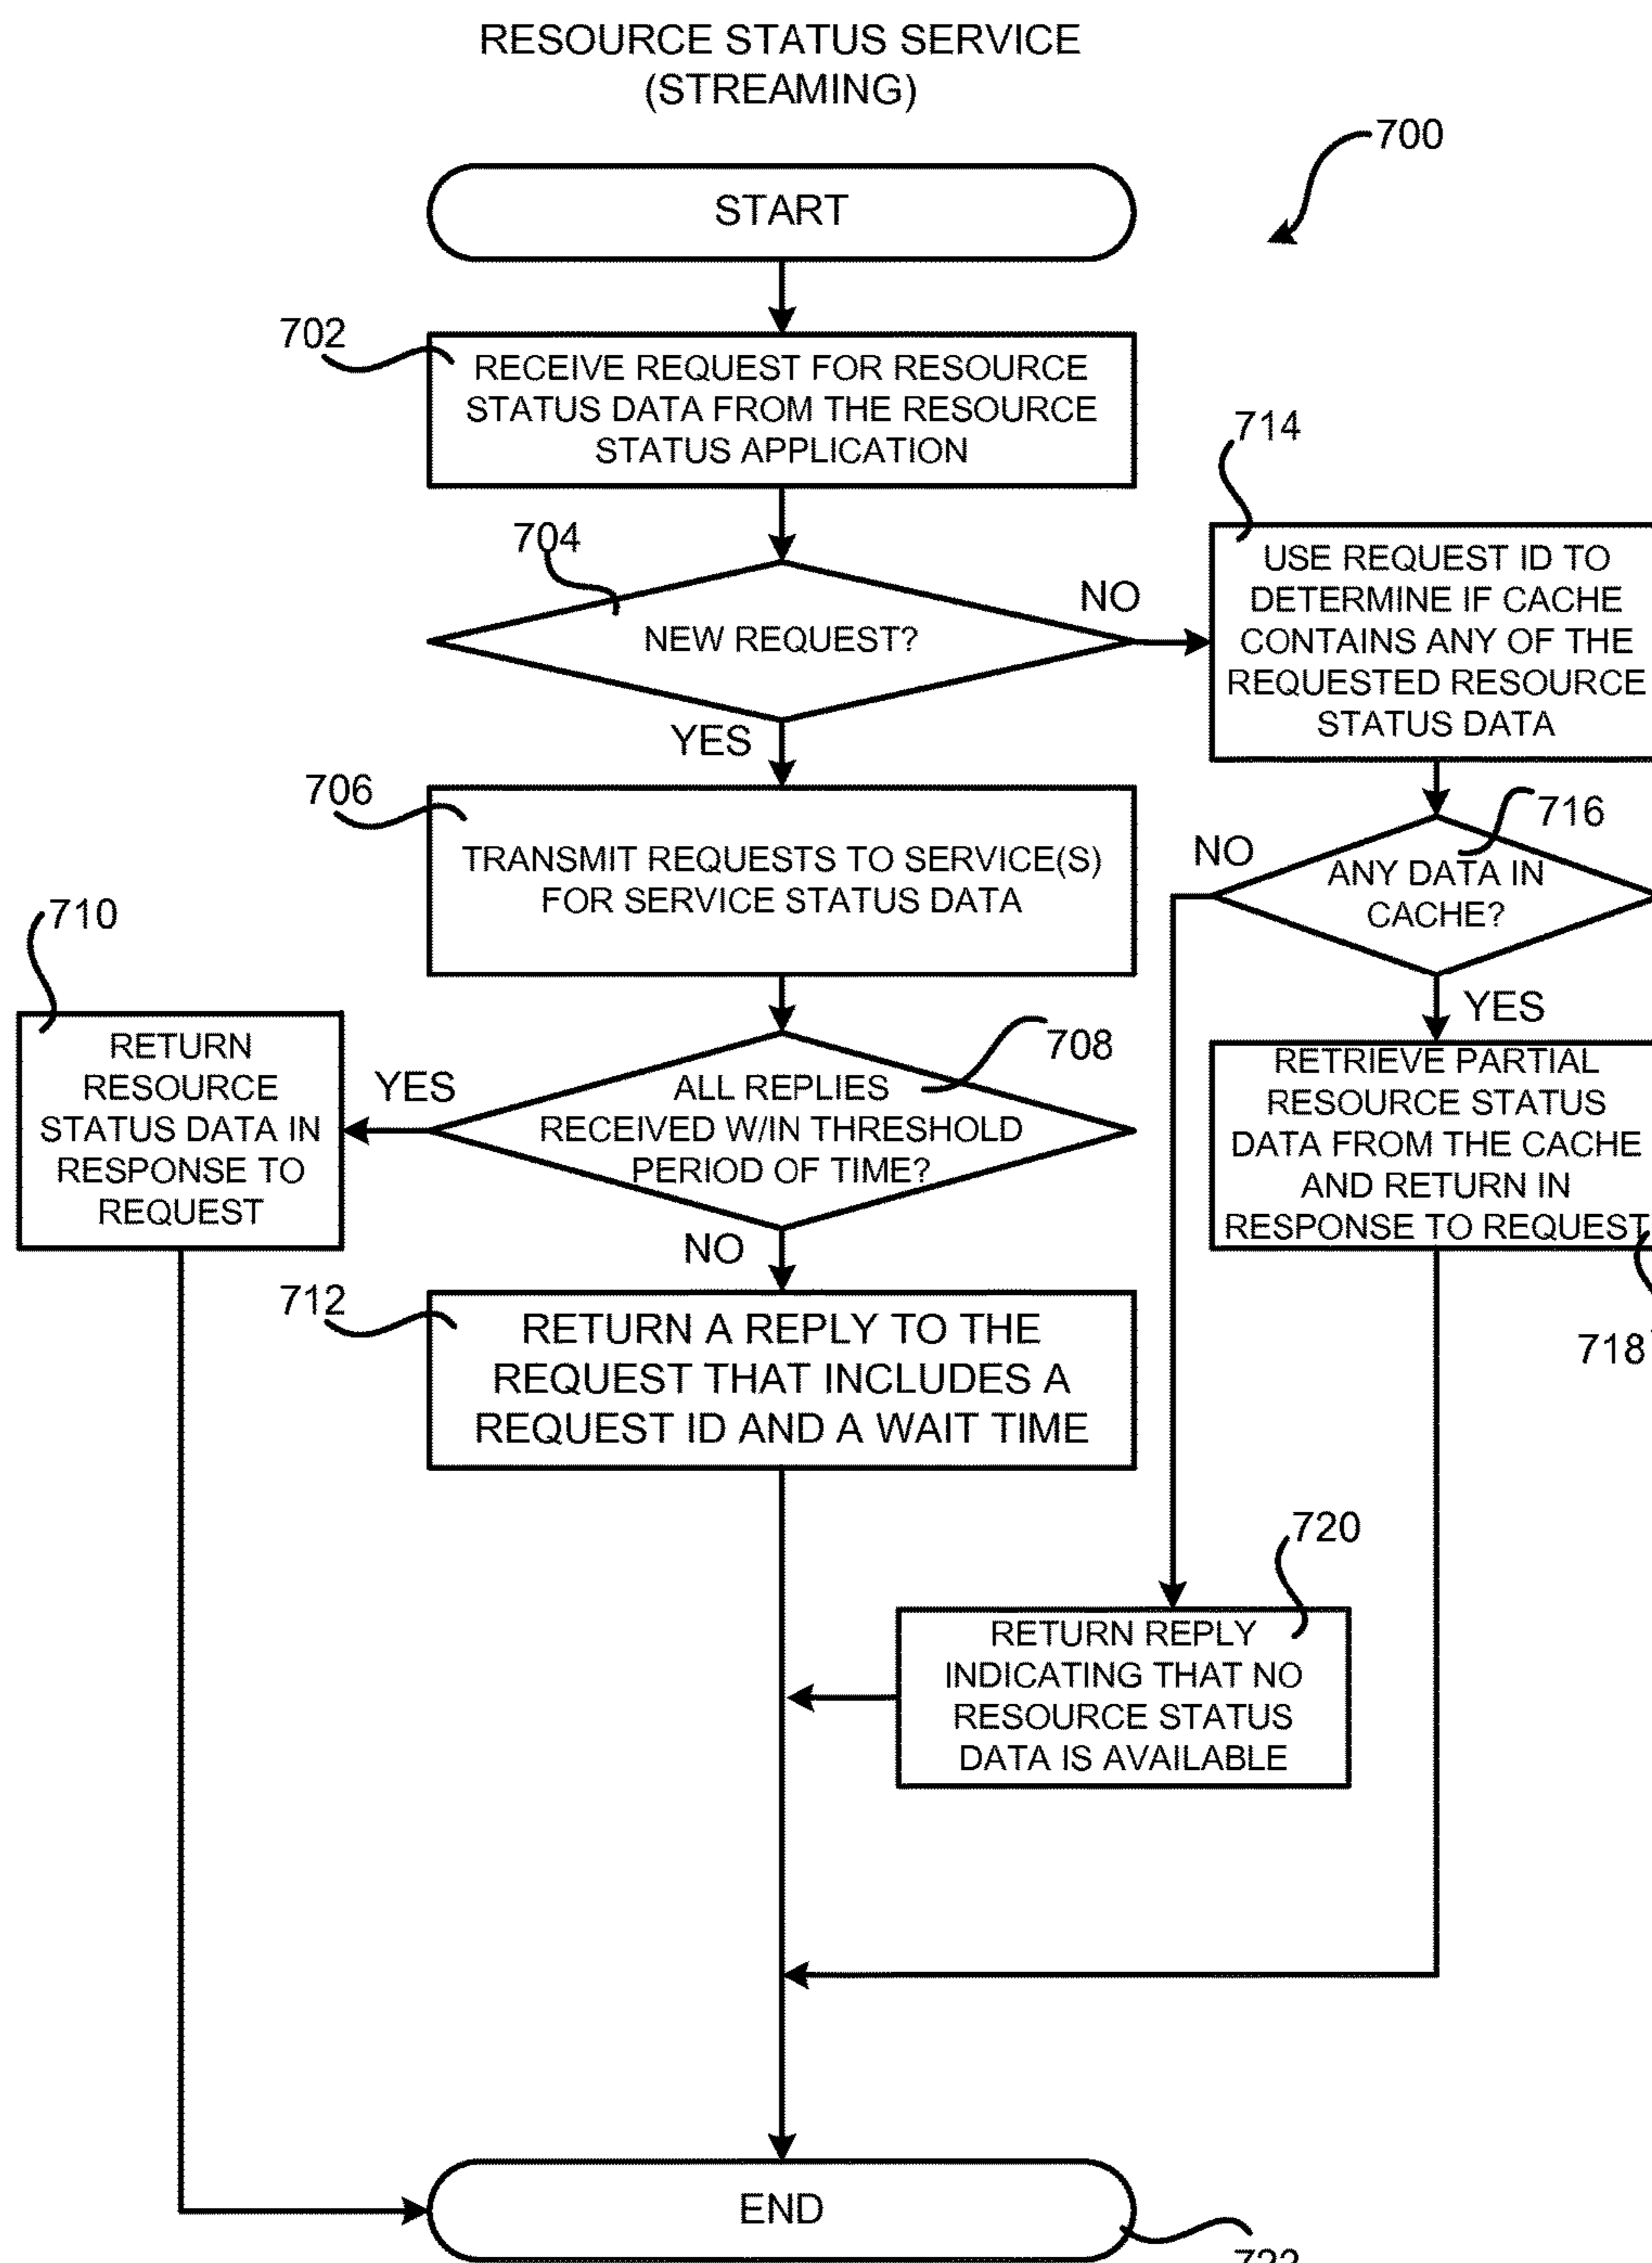 RESOURCE STATUS SERVICE
(STREAMING)
700
START
702
RECEIVE REQUEST FOR RESOURCE
STATUS DATA FROM THE RESOURCE
STATUS APPLICATION
704
NEW REQUEST?
NO
YES
714
USE REQUEST ID TO
DETERMINE IF CACHE
CONTAINS ANY OF THE
REQUESTED RESOURCE
STATUS DATA
706
TRANSMIT REQUESTS TO SERVICE(S)
FOR SERVICE STATUS DATA
716
NO
ANY DATA IN
CACHE?
YES
710
RETURN
RESOURCE
STATUS DATA IN
RESPONSE TO
REQUEST
YES
708
ALL REPLIES
RECEIVED W/IN THRESHOLD
PERIOD OF TIME?
NO
RETRIEVE PARTIAL
RESOURCE STATUS
DATA FROM THE CACHE
AND RETURN IN
RESPONSE TO REQUEST
718
712
RETURN A REPLY TO THE
REQUEST THAT INCLUDES A
REQUEST ID AND A WAIT TIME
720
RETURN REPLY
INDICATING THAT NO
RESOURCE STATUS
DATA IS AVAILABLE
END
722